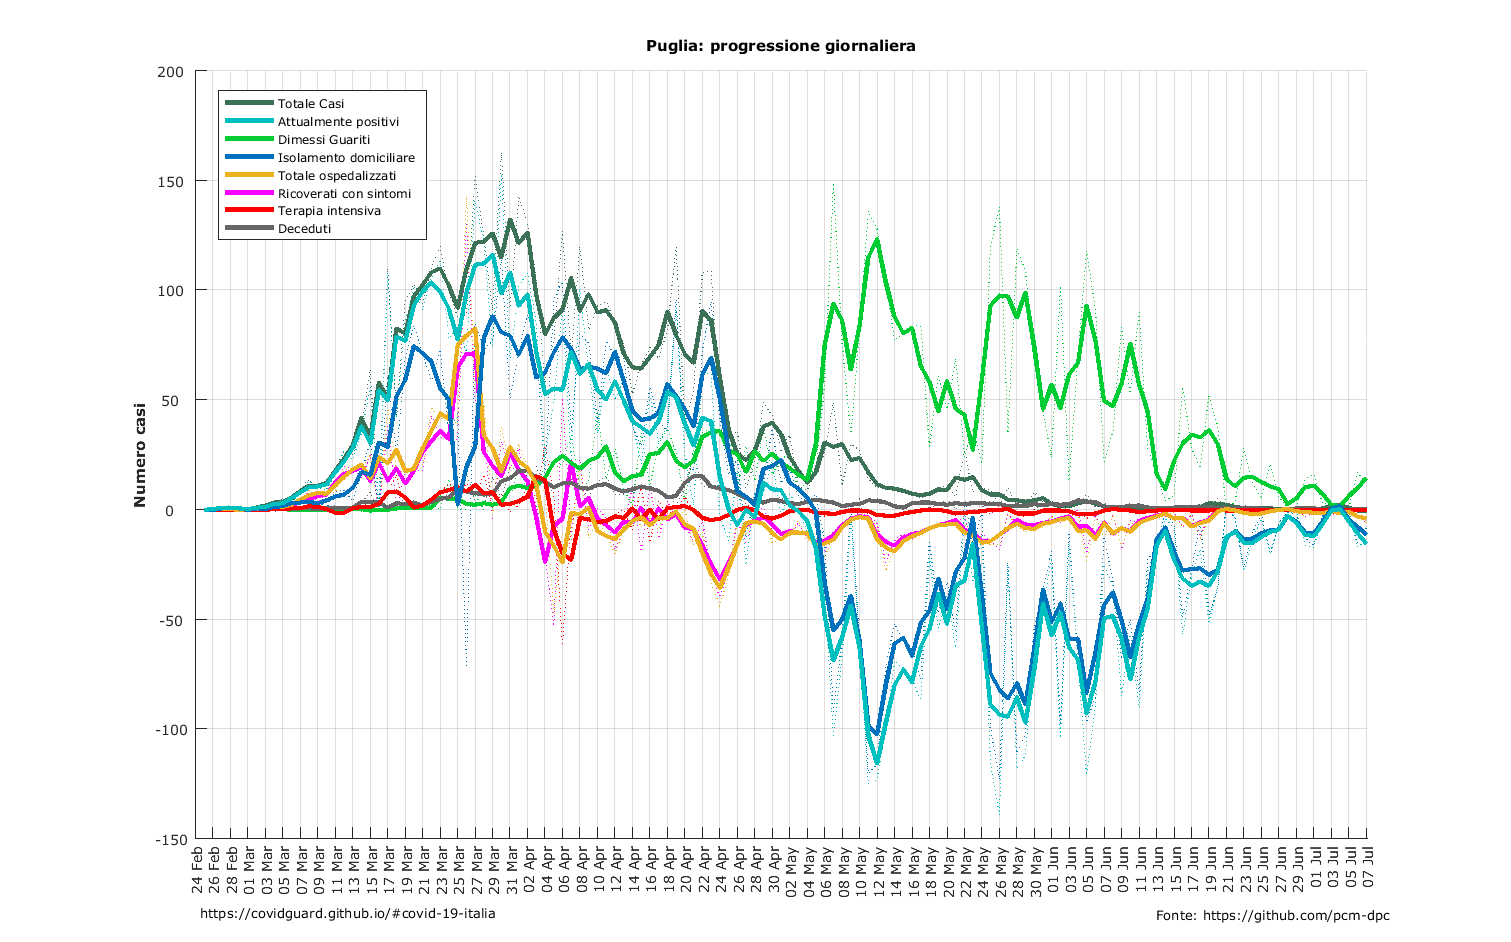 Puglia: progressione giornaliera
200
150
100
50
0
-50
-100
-150
Numero casi
Totale Casi
Attualmente positivi
Dimessi Guariti
Isolamento domiciliare
Totale ospedalizzati
Ricoverati con sintomi
Terapia intensiva
Deceduti
24 Feb
26 Feb
28 Feb
01 Mar
03 Mar
05 Mar
07 Mar
09 Mar
11 Mar
13 Mar
15 Mar
17 Mar
19 Mar
21 Mar
23 Mar
25 Mar
27 Mar
29 Mar
31 Mar
02 Apr
04 Apr
06 Apr
08 Apr
10 Apr
12 Apr
14 Apr
16 Apr
18 Apr
20 Apr
22 Apr
24 Apr
26 Apr
28 Apr
30 Apr
02 May
04 May
06 May
08 May
10 May
12 May
14 May
16 May
18 May
20 May
22 May
24 May
26 May
28 May
30 May
01 Jun
03 Jun
05 Jun
07 Jun
09 Jun
11 Jun
13 Jun
15 Jun
17 Jun
19 Jun
21 Jun
23 Jun
25 Jun
27 Jun
29 Jun
01 Jul
03 Jul
05 Jul
07 Jul
https://covidguard.github.io/#covid-19-italia
Fonte: https://github.com/pcm-dpc